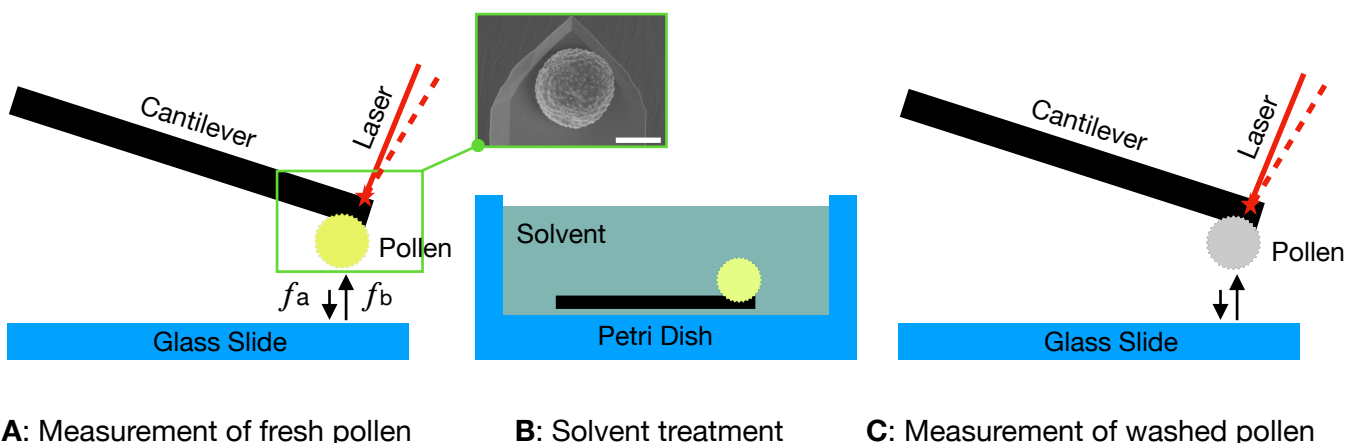 Cantilever
Laser
Pollen
fa
fb
Glass Slide
A: Measurement of fresh pollen
Solvent
Petri Dish
B: Solvent treatment
Cantilever
Laser
Pollen
Glass Slide
C: Measurement of washed pollen